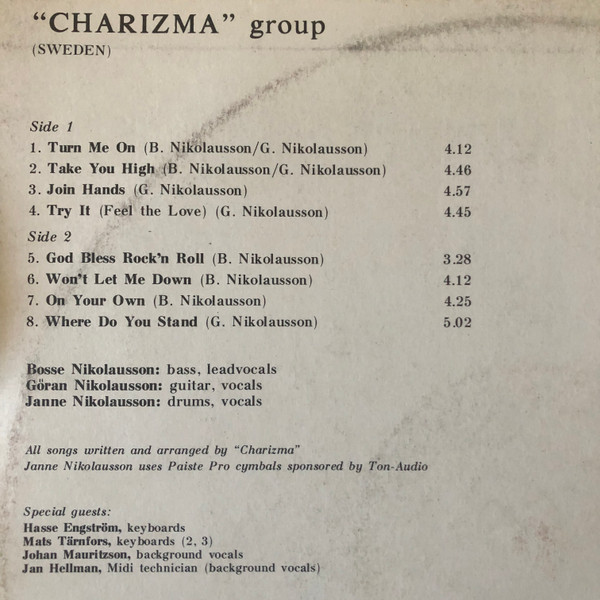 “CHARIZMA” group
(SWEDEN)
Side 1
1. Turn Me On (B. Nikolausson/G. Nikolausson) 4.12
2. Take You High (B. Nikolausson/G. Nikolausson) 4.46
3. Join Hands (G. Nikolausson) 4.57
4. Try It (Feel the Love) (G. Nikolausson) 4.45
Side 2
5. God Bless Rock'n Roll (B. Nikolausson) 3.28
6. Won't Let Me Down (B. Nikolausson) 4.12
7. On Your Own (B. Nikolausson) 4.25
8. Where Do You Stand (G. Nikolausson) 5.02
Bosse Nikolausson: bass, leadvocals
Göran Nikolausson: guitar, vocals
Janne Nikolausson: drums, vocals
All songs written and arranged by “Charizma”
Janne Nikolausson uses Paiste Pro cymbals sponsored by Ton-Audio
Special guests:
Hasse Engström, keyboards
Mats Tärnfors, keyboards (2, 3)
Johan Mauritzson, background vocals
Jan Hellman, Midi technician (background vocals)